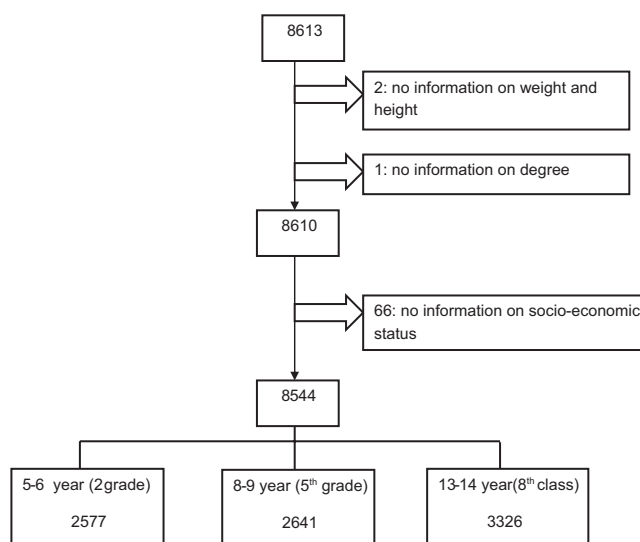 8613
2: no information on weight and
height
1: no information on degree
8610
66: no information on socio-economic
status
8544
5-6 year (2grade)
2577
8-9 year (5th grade)
2641
13-14 year(8th class)
3326